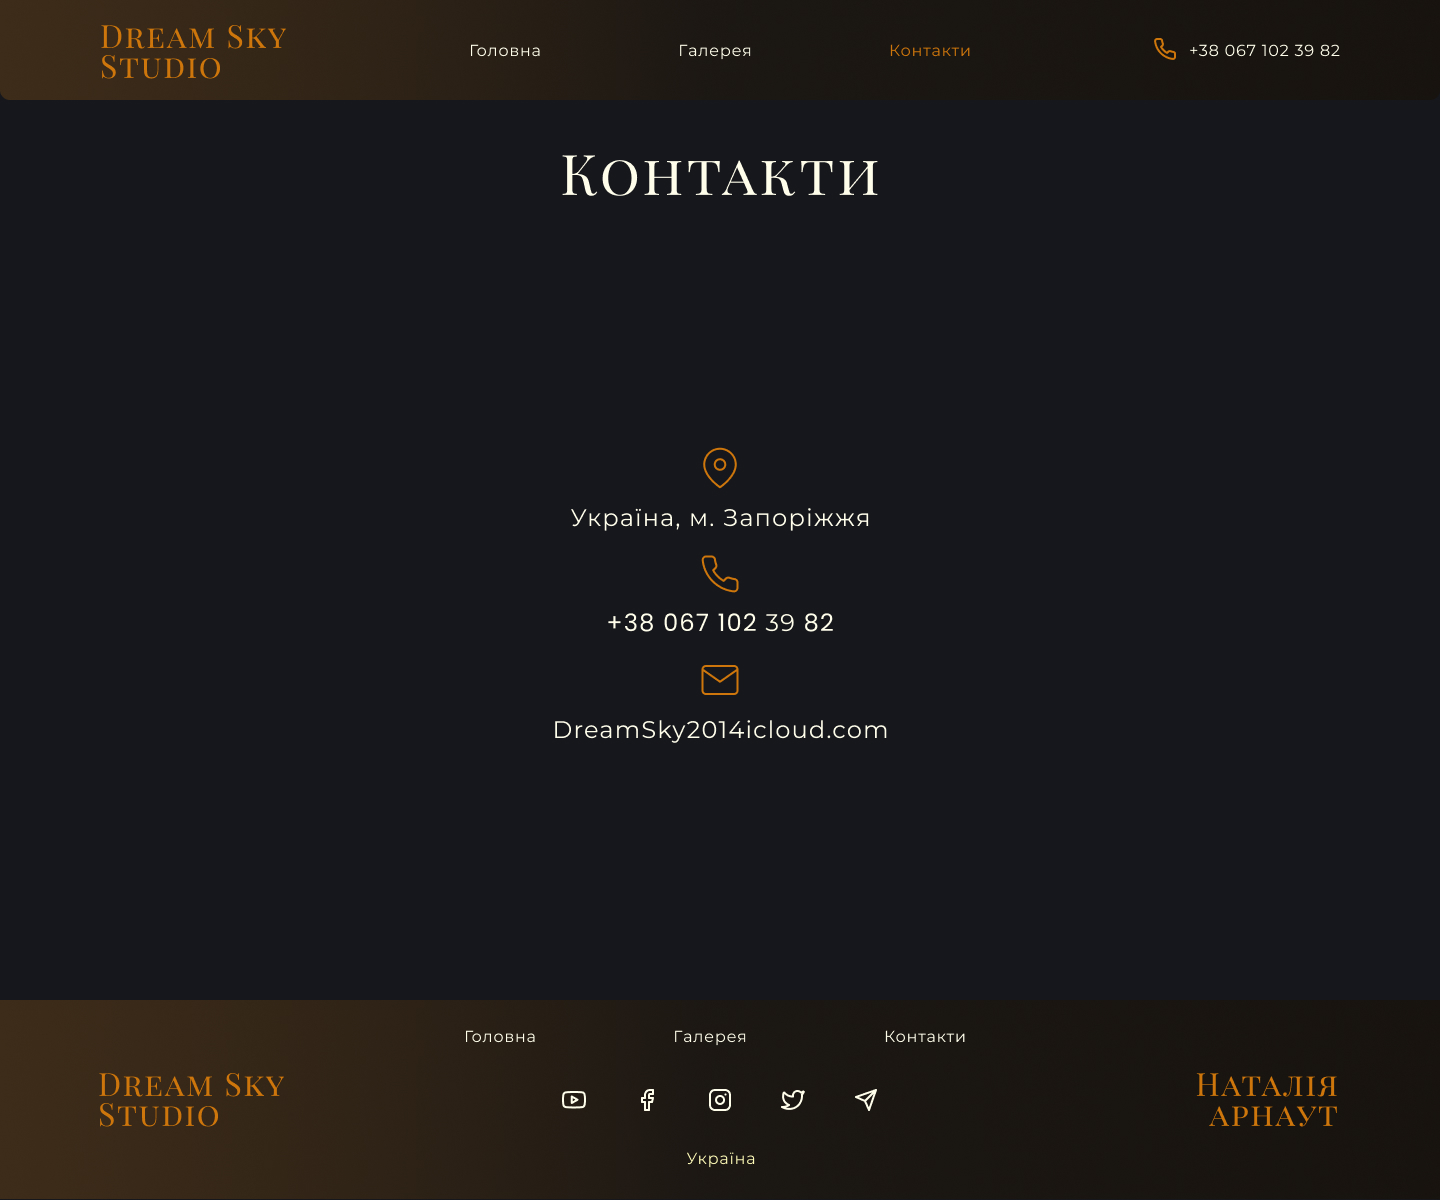 Dream Sky
Studio
Головна
Галерея
Контакти
+38 067 102 39 82
Контакти
Україна, м. Запоріжжя
+38 067 102 39 82
DreamSky2014icloud.com
Головна
Галерея
Контакти
Dream Sky
Studio
Наталія
арнаут
Україна